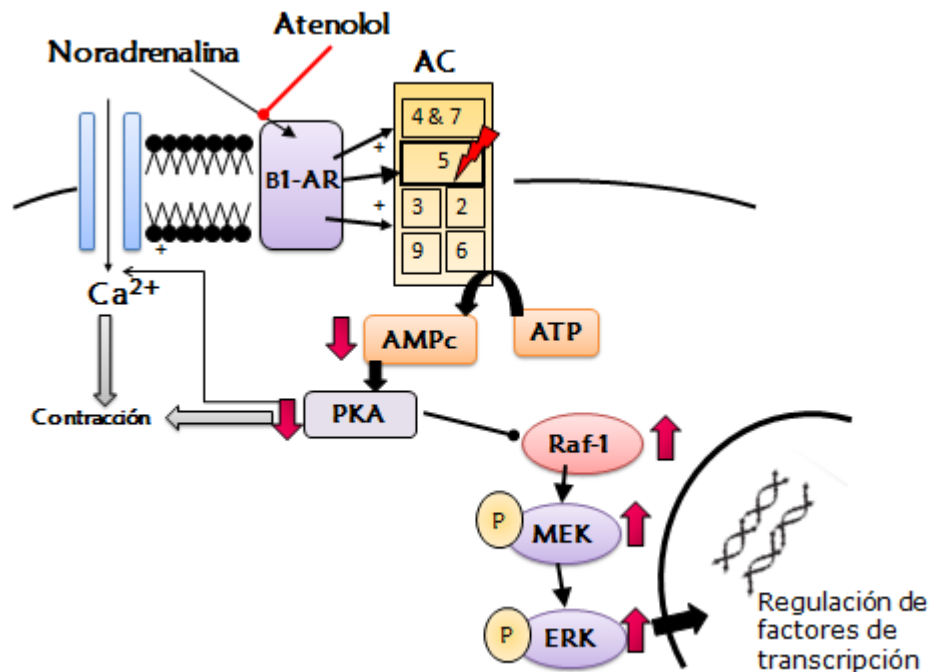 Atenolol
Noradrenalina
AC
4 & 7
+
5
B1-AR
+
3
2
9
6
+
Ca2+
AMPc
ATP
Contracción
PKA
Raf-1
P
MEK
P
ERK
Regulación de
factores de
transcripción